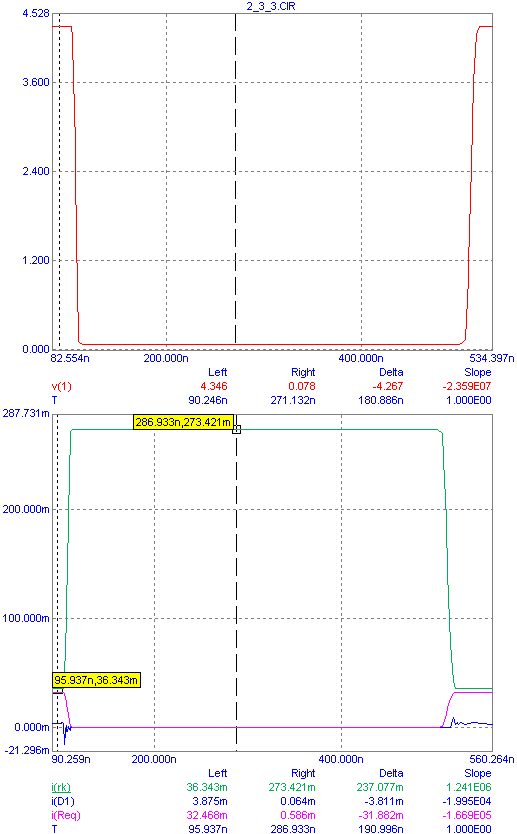 2_3_3.CIR
4.528
3.600
2.400
1.200
0.000
82.554n 200.000n 400.000n 534.397n
Left Right Delta Slope
v(1) 4.346 0.078 -4.267 -2.359E07
T 90.246n 271.132n 180.886n 1.000E00
287.731m
286.933n,273.421m
200.000m
100.000m
95.937n,36.343m
0.000m
-21.296m
90.259n 200.000n 400.000n 560.264n
Left Right Delta Slope
i(rk) 36.343m 273.421m 237.077m 1.241E06
i(D1) 3.875m 0.064m -3.811m -1.995E04
i(Req) 32.468m 0.586m -31.882m -1.669E05
T 95.937n 286.933n 190.996n 1.000E00